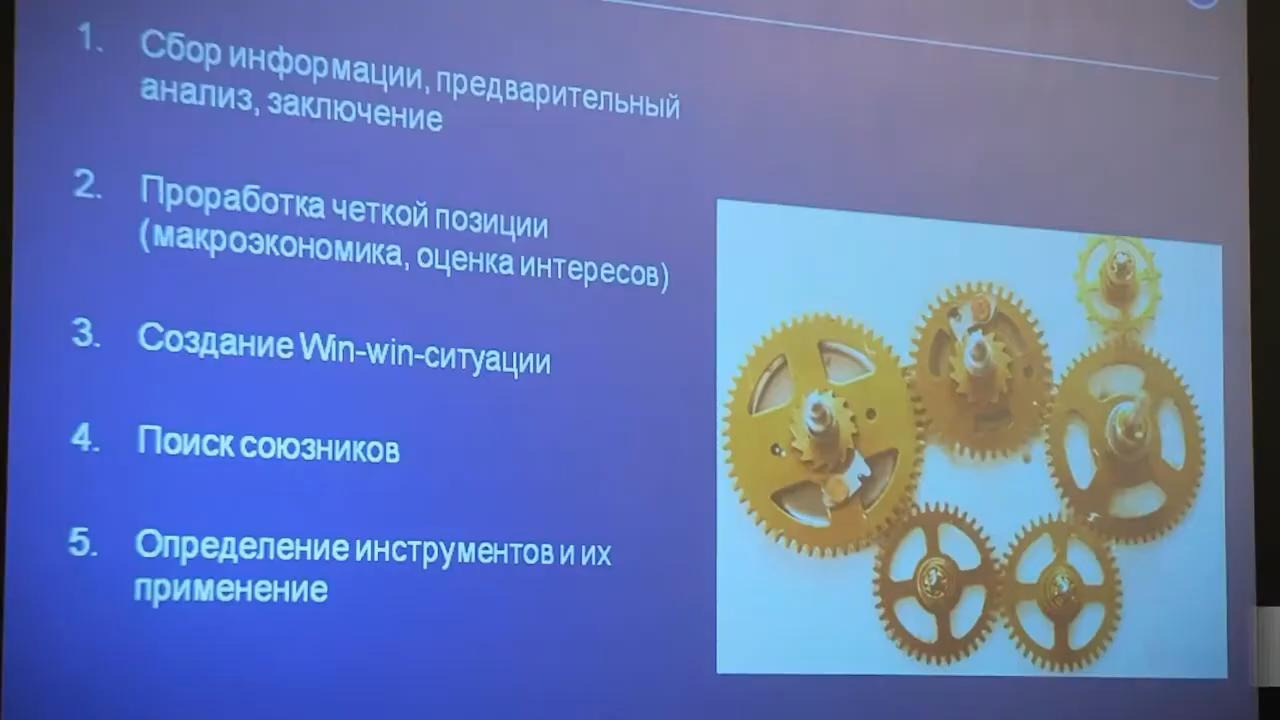 1. Сбор информации, предварительный
анализ, заключение
2. Проработка четкой позиции
(макроэкономика, оценка интересов)
3. Создание Win-win-ситуации
4. Поиск союзников
5. Определение инструментов и их
применение